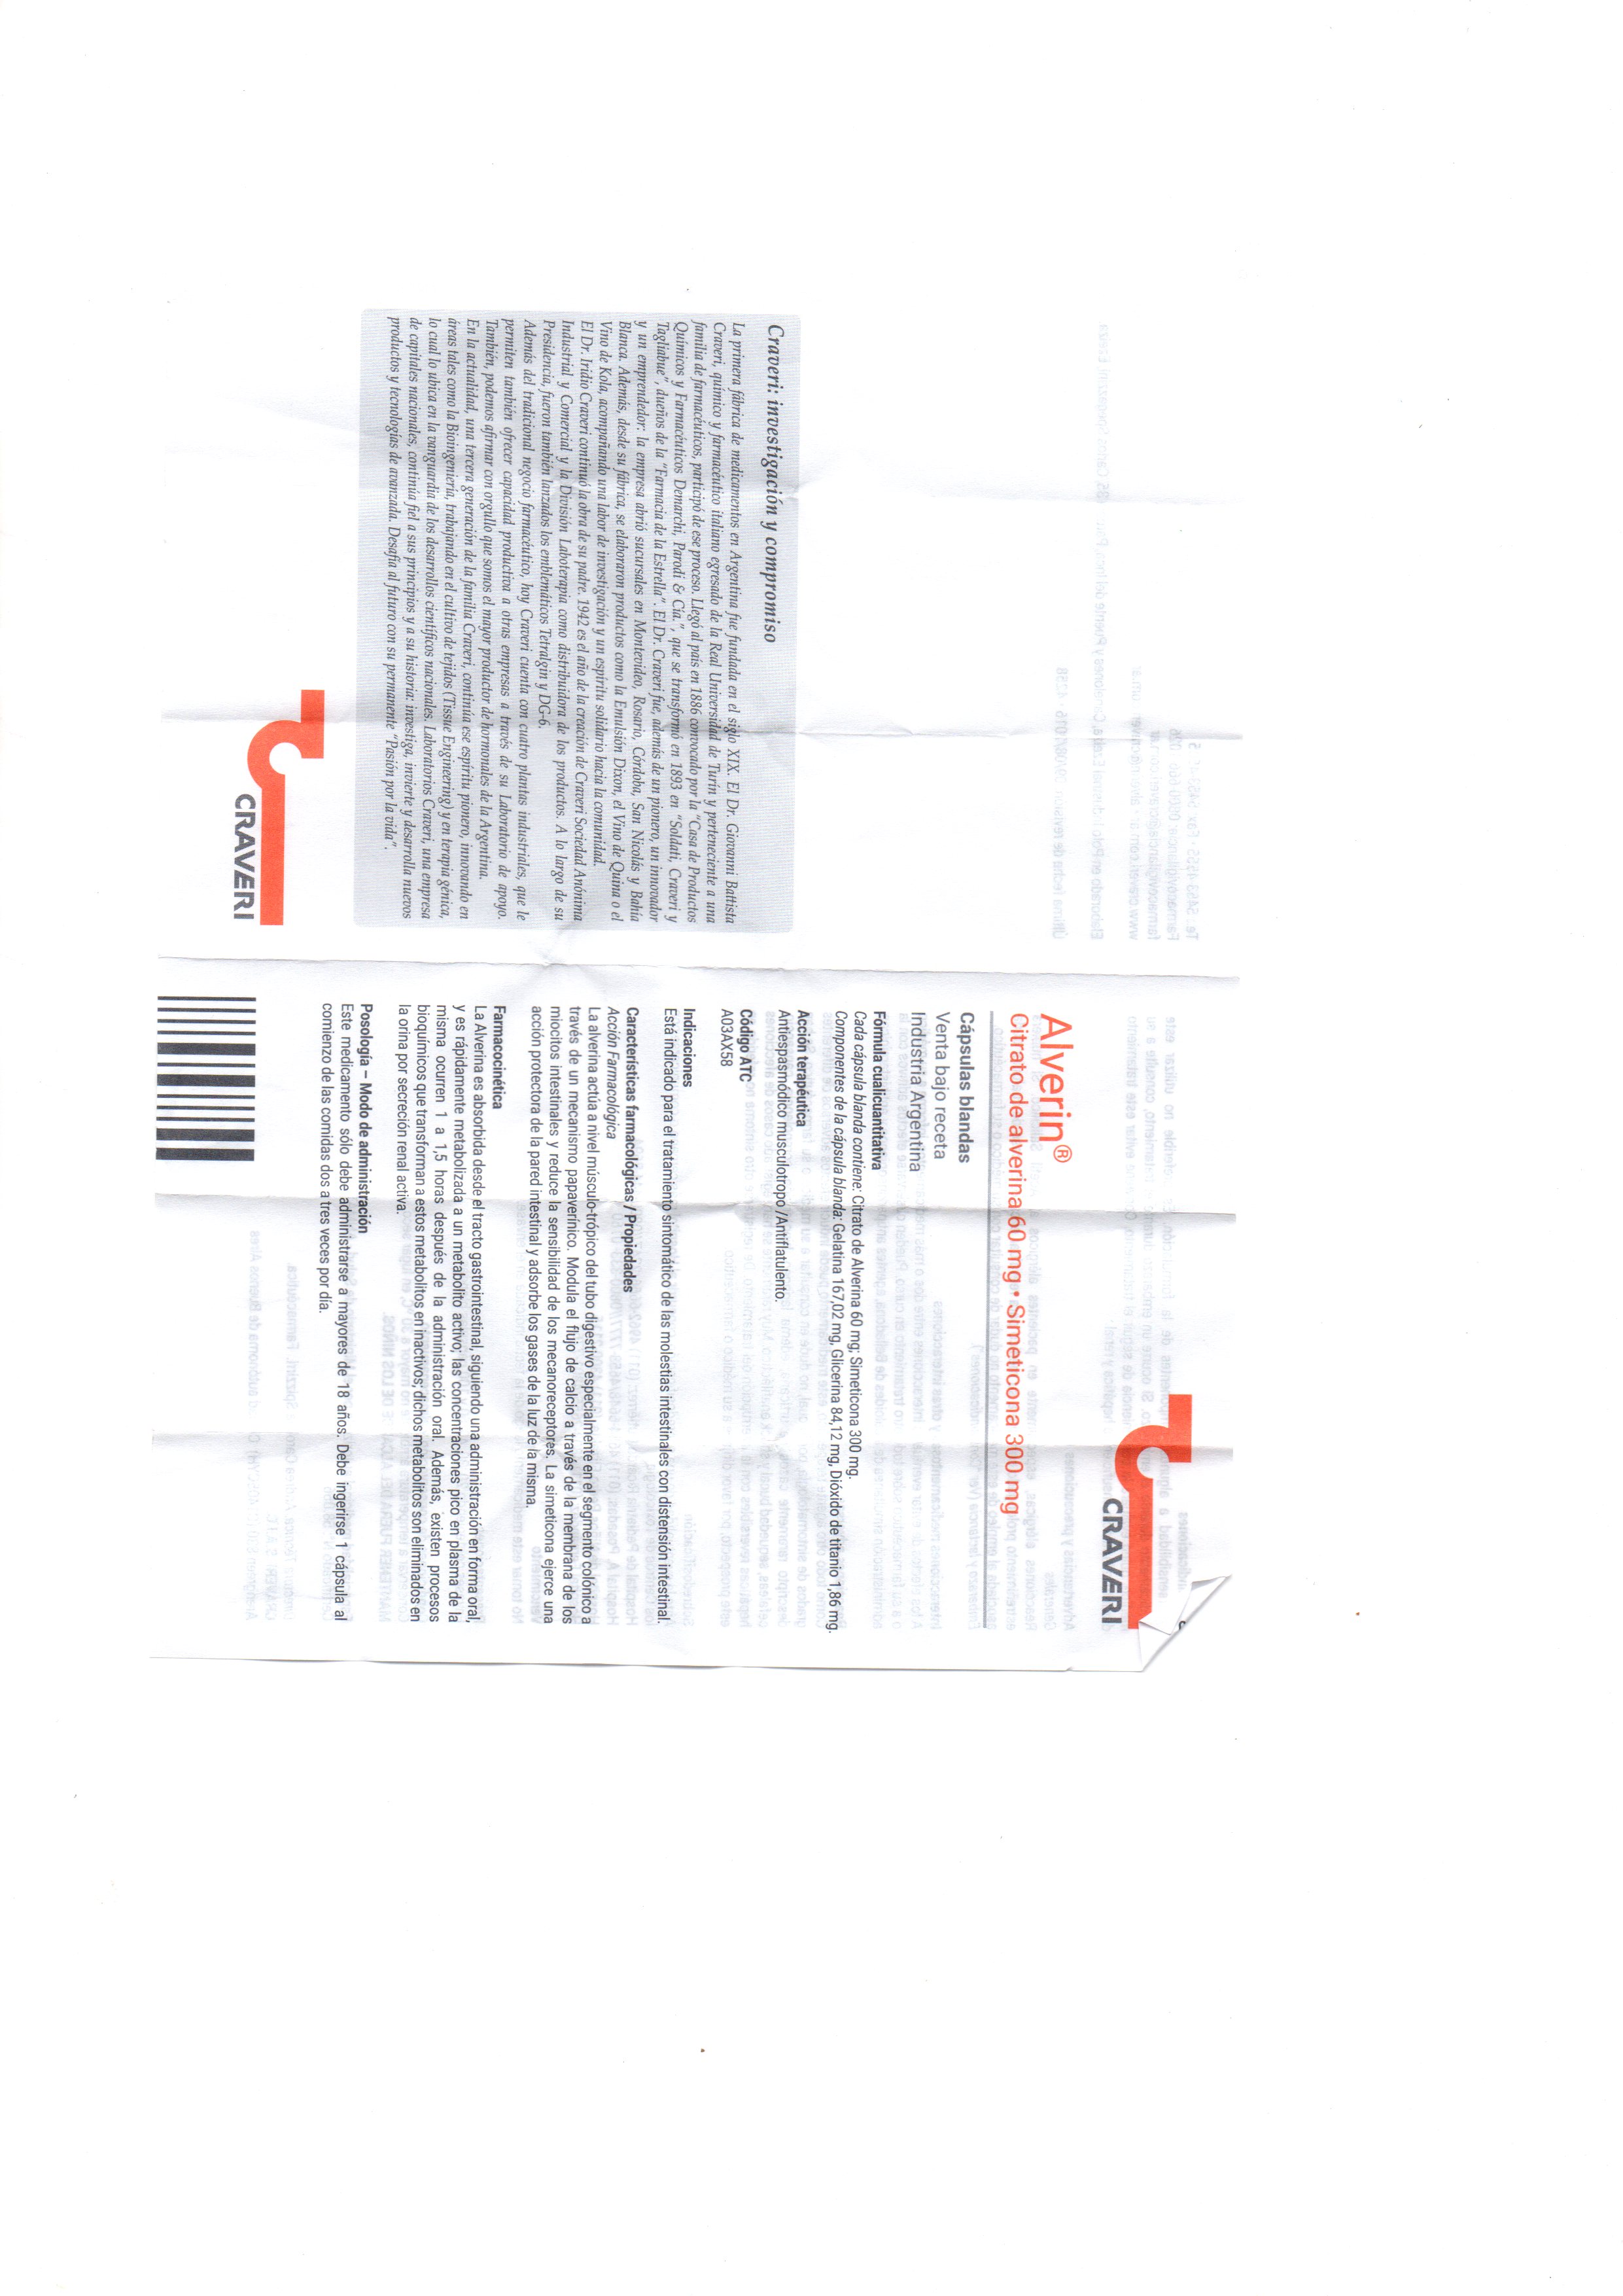 CRAVERI
Alverin®
Citrato de alverina 60 mg • Simeticona 300 mg
Cápsulas blandas
Venta bajo receta
Industria Argentina
Fórmula cualicuantitativa
Cada cápsula blanda contiene: Citrato de Alverina 60 mg; Simeticona 300 mg.
Componentes de la cápsula blanda: Gelatina 167,02 mg, Glicerina 84,12 mg, Dióxido de titanio 1,86 mg.
Acción terapéutica
Antiespasmódico musculotropo /Antiflatulento.
Código ATC
A03AX58
Indicaciones
Está indicado para el tratamiento sintomático de las molestias intestinales con distensión intestinal.
Características farmacológicas / Propiedades
Acción Farmacológica
La alverina actúa a nivel músculo-trópico del tubo digestivo especialmente en el segmento colónico a
través de un mecanismo papaverínico. Modula el flujo de calcio a través de la membrana de los
miocitos intestinales y reduce la sensibilidad de los mecanoreceptores. La simeticona ejerce una
acción protectora de la pared intestinal y adsorbe los gases de la luz de la misma.
Farmacocinética
La Alverina es absorbida desde el tracto gastrointestinal, siguiendo una administración en forma oral,
y es rápidamente metabolizada a un metabolito activo; las concentraciones pico en plasma de la
misma ocurren 1 a 1,5 horas después de la administración oral. Además, existen procesos
bioquímicos que transforman a estos metabolitos en inactivos; dichos metabolitos son eliminados en
la orina por secreción renal activa.
Posología – Modo de administración
Este medicamento sólo debe administrarse a mayores de 18 años. Debe ingerirse 1 cápsula al
comienzo de las comidas dos a tres veces por día.
Craveri: investigación y compromiso
La primera fábrica de medicamentos en Argentina fue fundada en el siglo XIX. El Dr. Giovanni Battista
Craveri, químico y farmacéutico italiano egresado de la Real Universidad de Turín y perteneciente a una
familia de farmacéuticos, participó de ese proceso. Llegó al país en 1886 convocado por la "Casa de Productos
Químicos y Farmacéuticos Demarchi, Parodi & Cía.", que se transformó en 1893 en "Soldati, Craveri y
Tagliabue", dueños de la "Farmacia de la Estrella". El Dr. Craveri fue, además de un pionero, un innovador
y un emprendedor: la empresa abrió sucursales en Montevideo, Rosario, Córdoba, San Nicolás y Bahía
Blanca. Además, desde su fábrica, se elaboraron productos como la Emulsión Dixon, el Vino de Quina o el
Vino de Kola, acompañando una labor de investigación y un espíritu solidario hacia la comunidad.
El Dr. Iridio Craveri continuó la obra de su padre. 1942 es el año de la creación de Craveri Sociedad Anónima
Industrial y Comercial y la División Laboterapia como distribuidora de los productos. A lo largo de su
Presidencia, fueron también lanzados los emblemáticos Tetralgin y DG-6.
Además del tradicional negocio farmacéutico, hoy Craveri cuenta con cuatro plantas industriales, que le
permiten también ofrecer capacidad productiva a otras empresas a través de su Laboratorio de apoyo.
También, podemos afirmar con orgullo que somos el mayor productor de hormonales de la Argentina.
En la actualidad, una tercera generación de la familia Craveri, continúa ese espíritu pionero, innovando en
áreas tales como la Bioingeniería, trabajando en el cultivo de tejidos (Tissue Engineering) y en terapia génica,
lo cual lo ubica en la vanguardia de los desarrollos científicos nacionales. Laboratorios Craveri, una empresa
de capitales nacionales, continúa fiel a sus principios y a su historia: investiga, invierte y desarrolla nuevos
productos y tecnologías de avanzada. Desafía al futuro con su permanente "Pasión por la vida".
CRAVERI